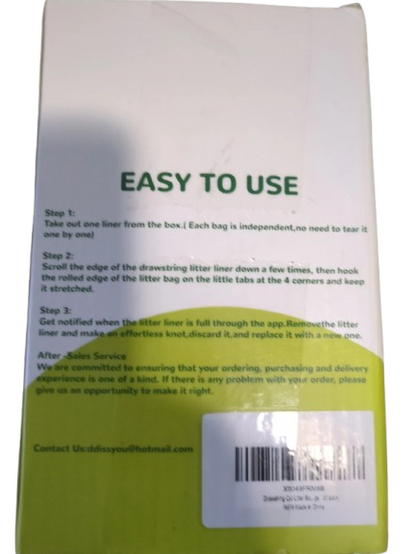 EASY TO USE
Step 1:
Take out one liner from the box.( Each bag is independent,no need to tear it
one by one)
Step 2:
Scroll the edge of the drawstring litter liner down a few times, then hook
the rolled edge of the litter bag on the little tabs at the 4 corners and keep
it stretched.
Step 3:
Get notified when the litter liner is full through the app.Removethe litter
liner and make an effortless knot,discard it,and replace it with a new one.
After -Sales Service
We are committed to ensuring that your ordering, purchasing and delivery
experience is one of a kind. If there is any problem with your order, please
give us an opportunity to make it right.
Contact Us:ddissyou@hotmail.com
Drawstring Cat Litter
Made in China